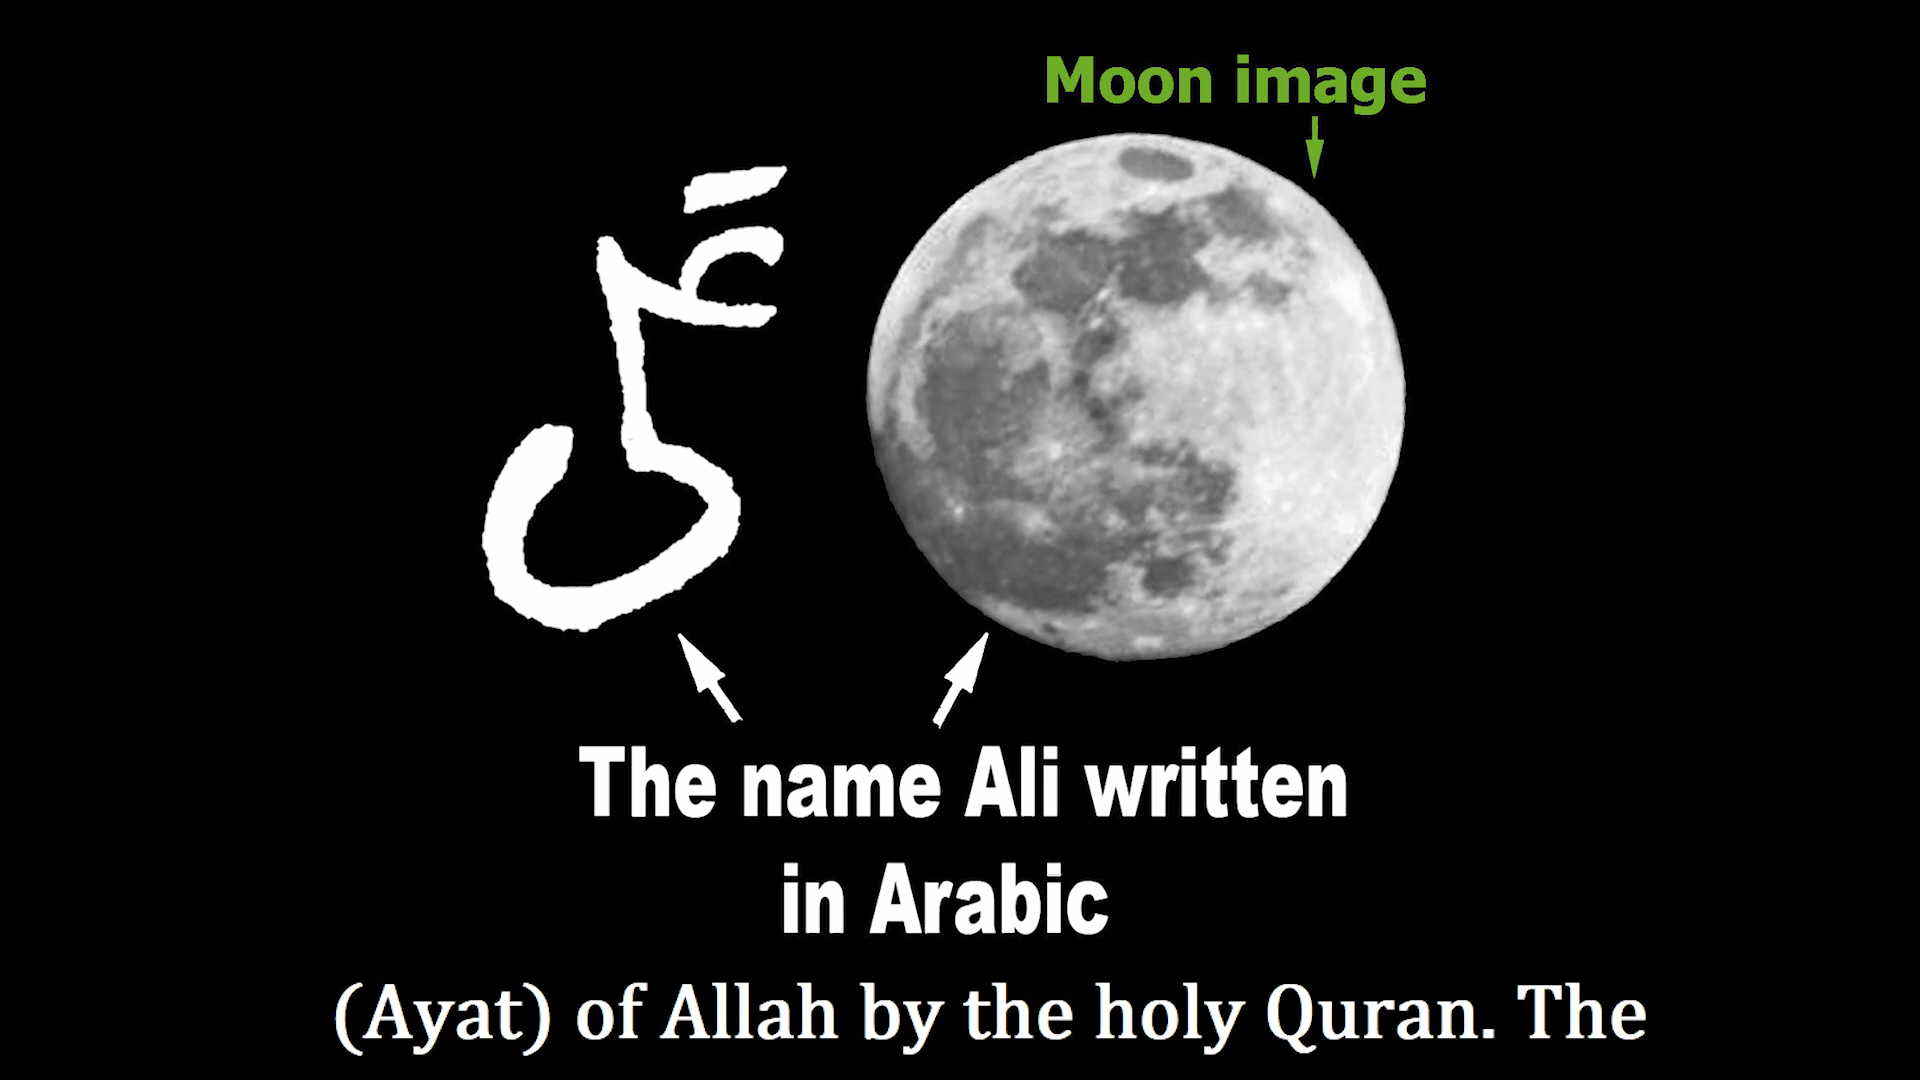 Moon image
علي
The name Ali written
in Arabic
(Ayat) of Allah by the holy Quran. The